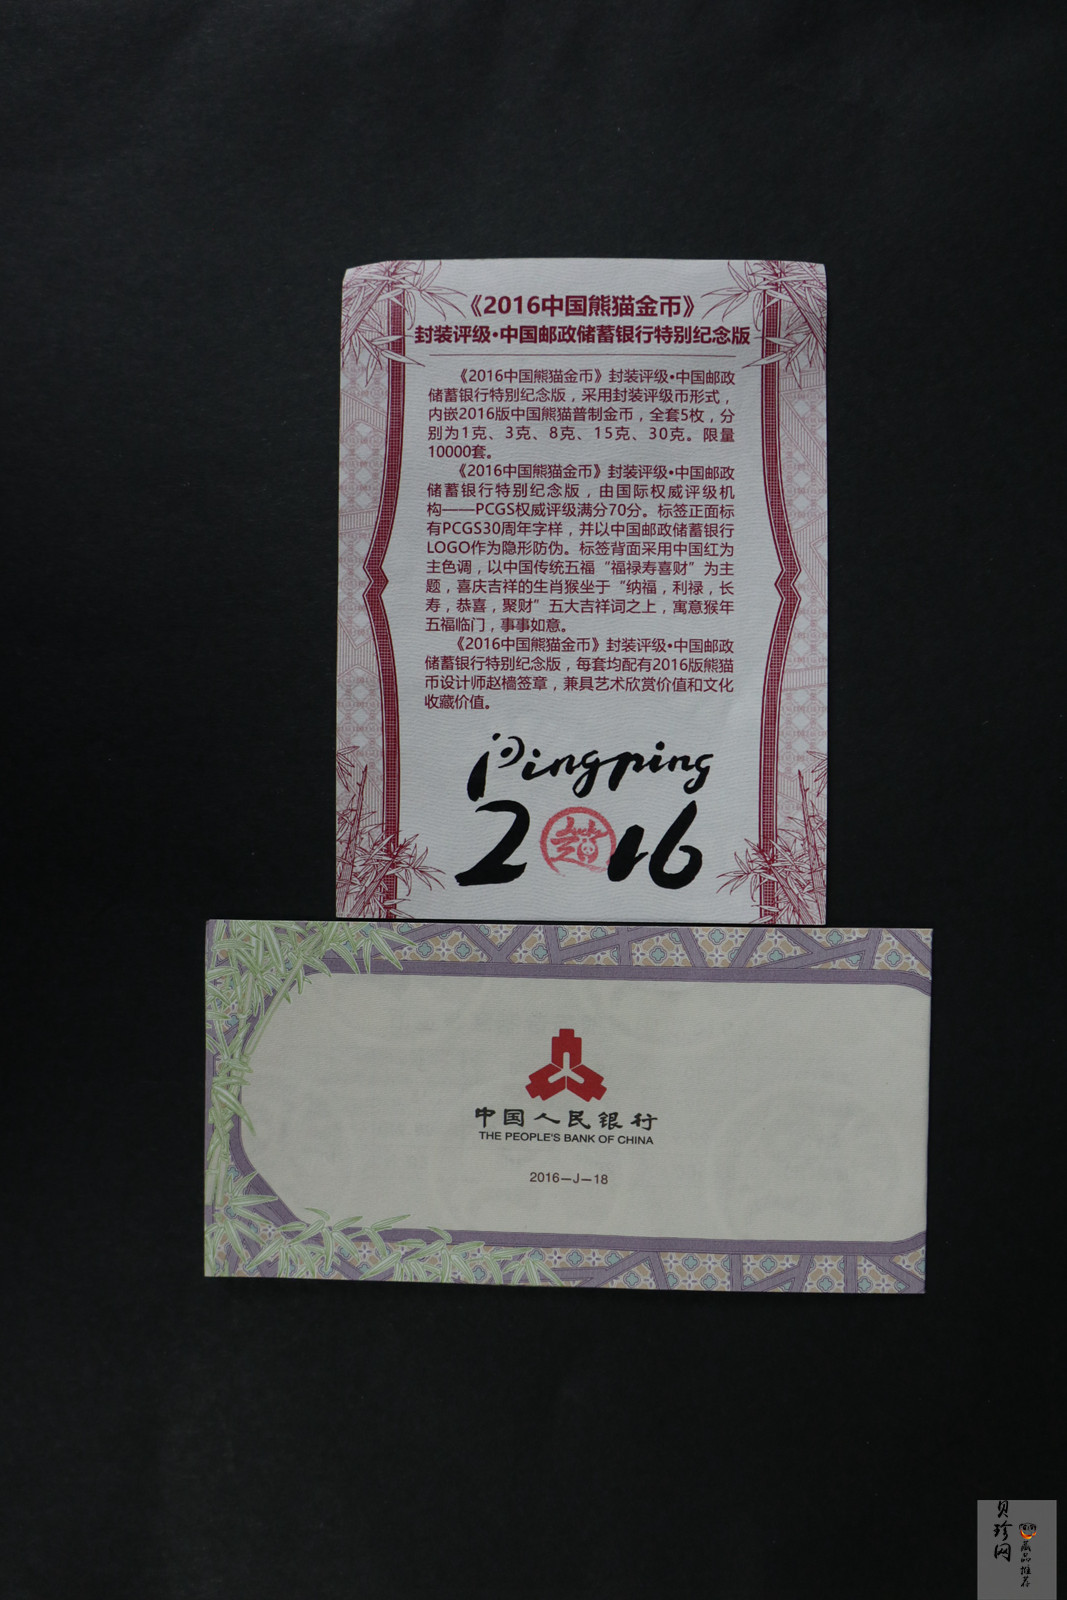 《2016中国熊猫金币》
封装评级·中国邮政储蓄银行特别纪念版
《2016中国熊猫金币》封装评级·中国邮政
储蓄银行特别纪念版，采用封装评级币形式，
内嵌2016版中国熊猫普制金币，全套5枚，分
别为1克、3克、8克、15克、30克。限量
10000套。
《2016中国熊猫金币》封装评级·中国邮政
储蓄银行特别纪念版，由国际权威评级机
构——PCGS权威评级满分70分。标签正面标
有PCGS30周年字样，并以中国邮政储蓄银行
LOGO作为隐形防伪。标签背面采用中国红为
主色调，以中国传统五福“福禄寿喜财”为主
题，喜庆吉祥的生肖猴坐于“纳福，利禄，长
寿，恭喜，聚财”五大吉祥词之上，寓意猴年
五福临门，事事如意。
《2016中国熊猫金币》封装评级·中国邮政
储蓄银行特别纪念版，每套均配有2016版熊猫
币设计师赵樯签章，兼具艺术欣赏价值和文化
收藏价值。
Pingping
2016
中国人民银行
THE PEOPLE'S BANK OF CHINA
2016—J—18
贝珍网
藏品推荐